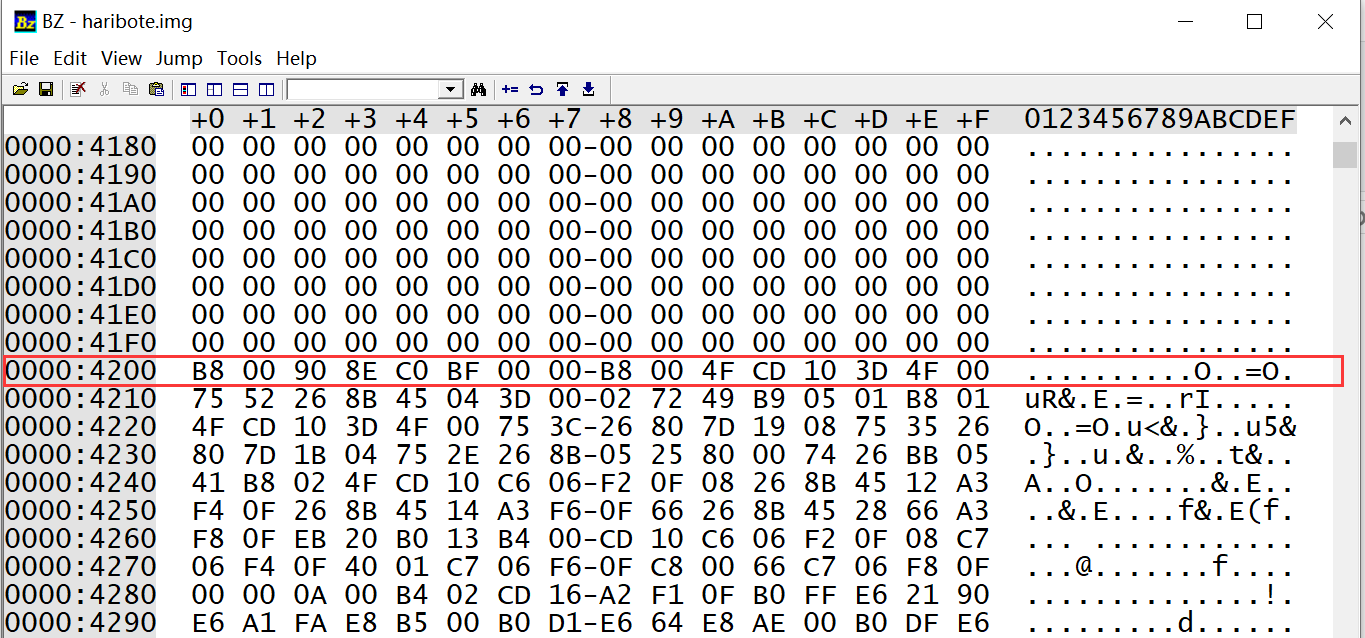 BZ - haribote.img
File Edit View Jump Tools Help
+0 +1 +2 +3 +4 +5 +6 +7 +8 +9 +A +B +C +D +E +F 0123456789ABCDEF
0000:4180 00 00 00 00 00 00 00 00-00 00 00 00 00 00 00 00 ................
0000:4190 00 00 00 00 00 00 00 00-00 00 00 00 00 00 00 00 ................
0000:41A0 00 00 00 00 00 00 00 00-00 00 00 00 00 00 00 00 ................
0000:41B0 00 00 00 00 00 00 00 00-00 00 00 00 00 00 00 00 ................
0000:41C0 00 00 00 00 00 00 00 00-00 00 00 00 00 00 00 00 ................
0000:41D0 00 00 00 00 00 00 00 00-00 00 00 00 00 00 00 00 ................
0000:41E0 00 00 00 00 00 00 00 00-00 00 00 00 00 00 00 00 ................
0000:41F0 00 00 00 00 00 00 00 00-00 00 00 00 00 00 00 00 ................
0000:4200 B8 00 90 8E C0 BF 00 00-B8 00 4F CD 10 3D 4F 00 ..........O..=O.
0000:4210 75 52 26 8B 45 04 3D 00-02 72 49 B9 05 01 B8 01 uR&.E.=..rI.....
0000:4220 4F CD 10 3D 4F 00 75 3C-26 80 7D 19 08 75 35 26 O..=O.u<&.}..u5&
0000:4230 80 7D 1B 04 75 2E 26 8B-05 25 80 00 74 26 BB 05 .}..u.&..%..t&..
0000:4240 41 B8 02 4F CD 10 C6 06-F2 0F 08 26 8B 45 12 A3 A..O.......&.E..
0000:4250 F4 0F 26 8B 45 14 A3 F6-0F 66 26 8B 45 28 66 A3 ..&.E....f&.E(f.
0000:4260 F8 0F EB 20 B0 13 B4 00-CD 10 C6 06 F2 0F 08 C7 ... ............
0000:4270 06 F4 0F 40 01 C7 06 F6-0F C8 00 66 C7 06 F8 0F ...@.......f....
0000:4280 00 00 0A 00 B4 02 CD 16-A2 F1 0F B0 FF E6 21 90 ..............!.
0000:4290 E6 A1 FA E8 B5 00 B0 D1-E6 64 E8 AE 00 B0 DF E6 .........d......